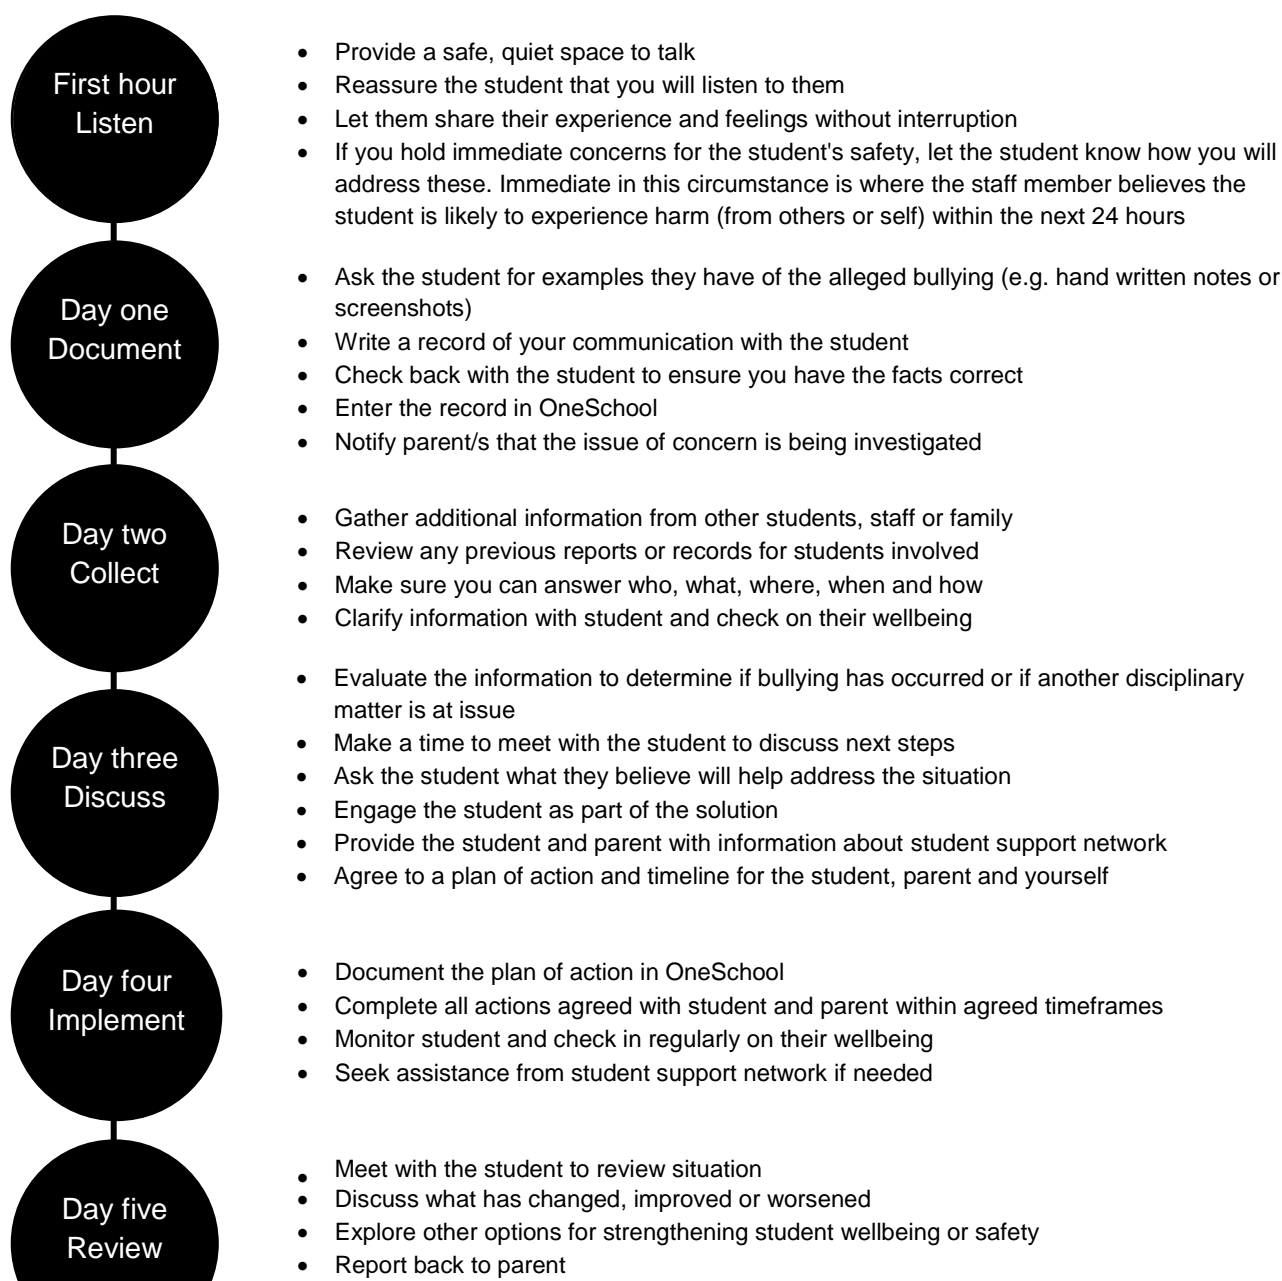 First hour
Listen
• Provide a safe, quiet space to talk
• Reassure the student that you will listen to them
• Let them share their experience and feelings without interruption
• If you hold immediate concerns for the student's safety, let the student know how you will
address these. Immediate in this circumstance is where the staff member believes the
student is likely to experience harm (from others or self) within the next 24 hours
Day one
Document
• Ask the student for examples they have of the alleged bullying (e.g. hand written notes or
screenshots)
• Write a record of your communication with the student
• Check back with the student to ensure you have the facts correct
• Enter the record in OneSchool
• Notify parent/s that the issue of concern is being investigated
Day two
Collect
• Gather additional information from other students, staff or family
• Review any previous reports or records for students involved
• Make sure you can answer who, what, where, when and how
• Clarify information with student and check on their wellbeing
Day three
Discuss
• Evaluate the information to determine if bullying has occurred or if another disciplinary
matter is at issue
• Make a time to meet with the student to discuss next steps
• Ask the student what they believe will help address the situation
• Engage the student as part of the solution
• Provide the student and parent with information about student support network
• Agree to a plan of action and timeline for the student, parent and yourself
Day four
Implement
• Document the plan of action in OneSchool
• Complete all actions agreed with student and parent within agreed timeframes
• Monitor student and check in regularly on their wellbeing
• Seek assistance from student support network if needed
Day five
Review
• Meet with the student to review situation
• Discuss what has changed, improved or worsened
• Explore other options for strengthening student wellbeing or safety
• Report back to parent